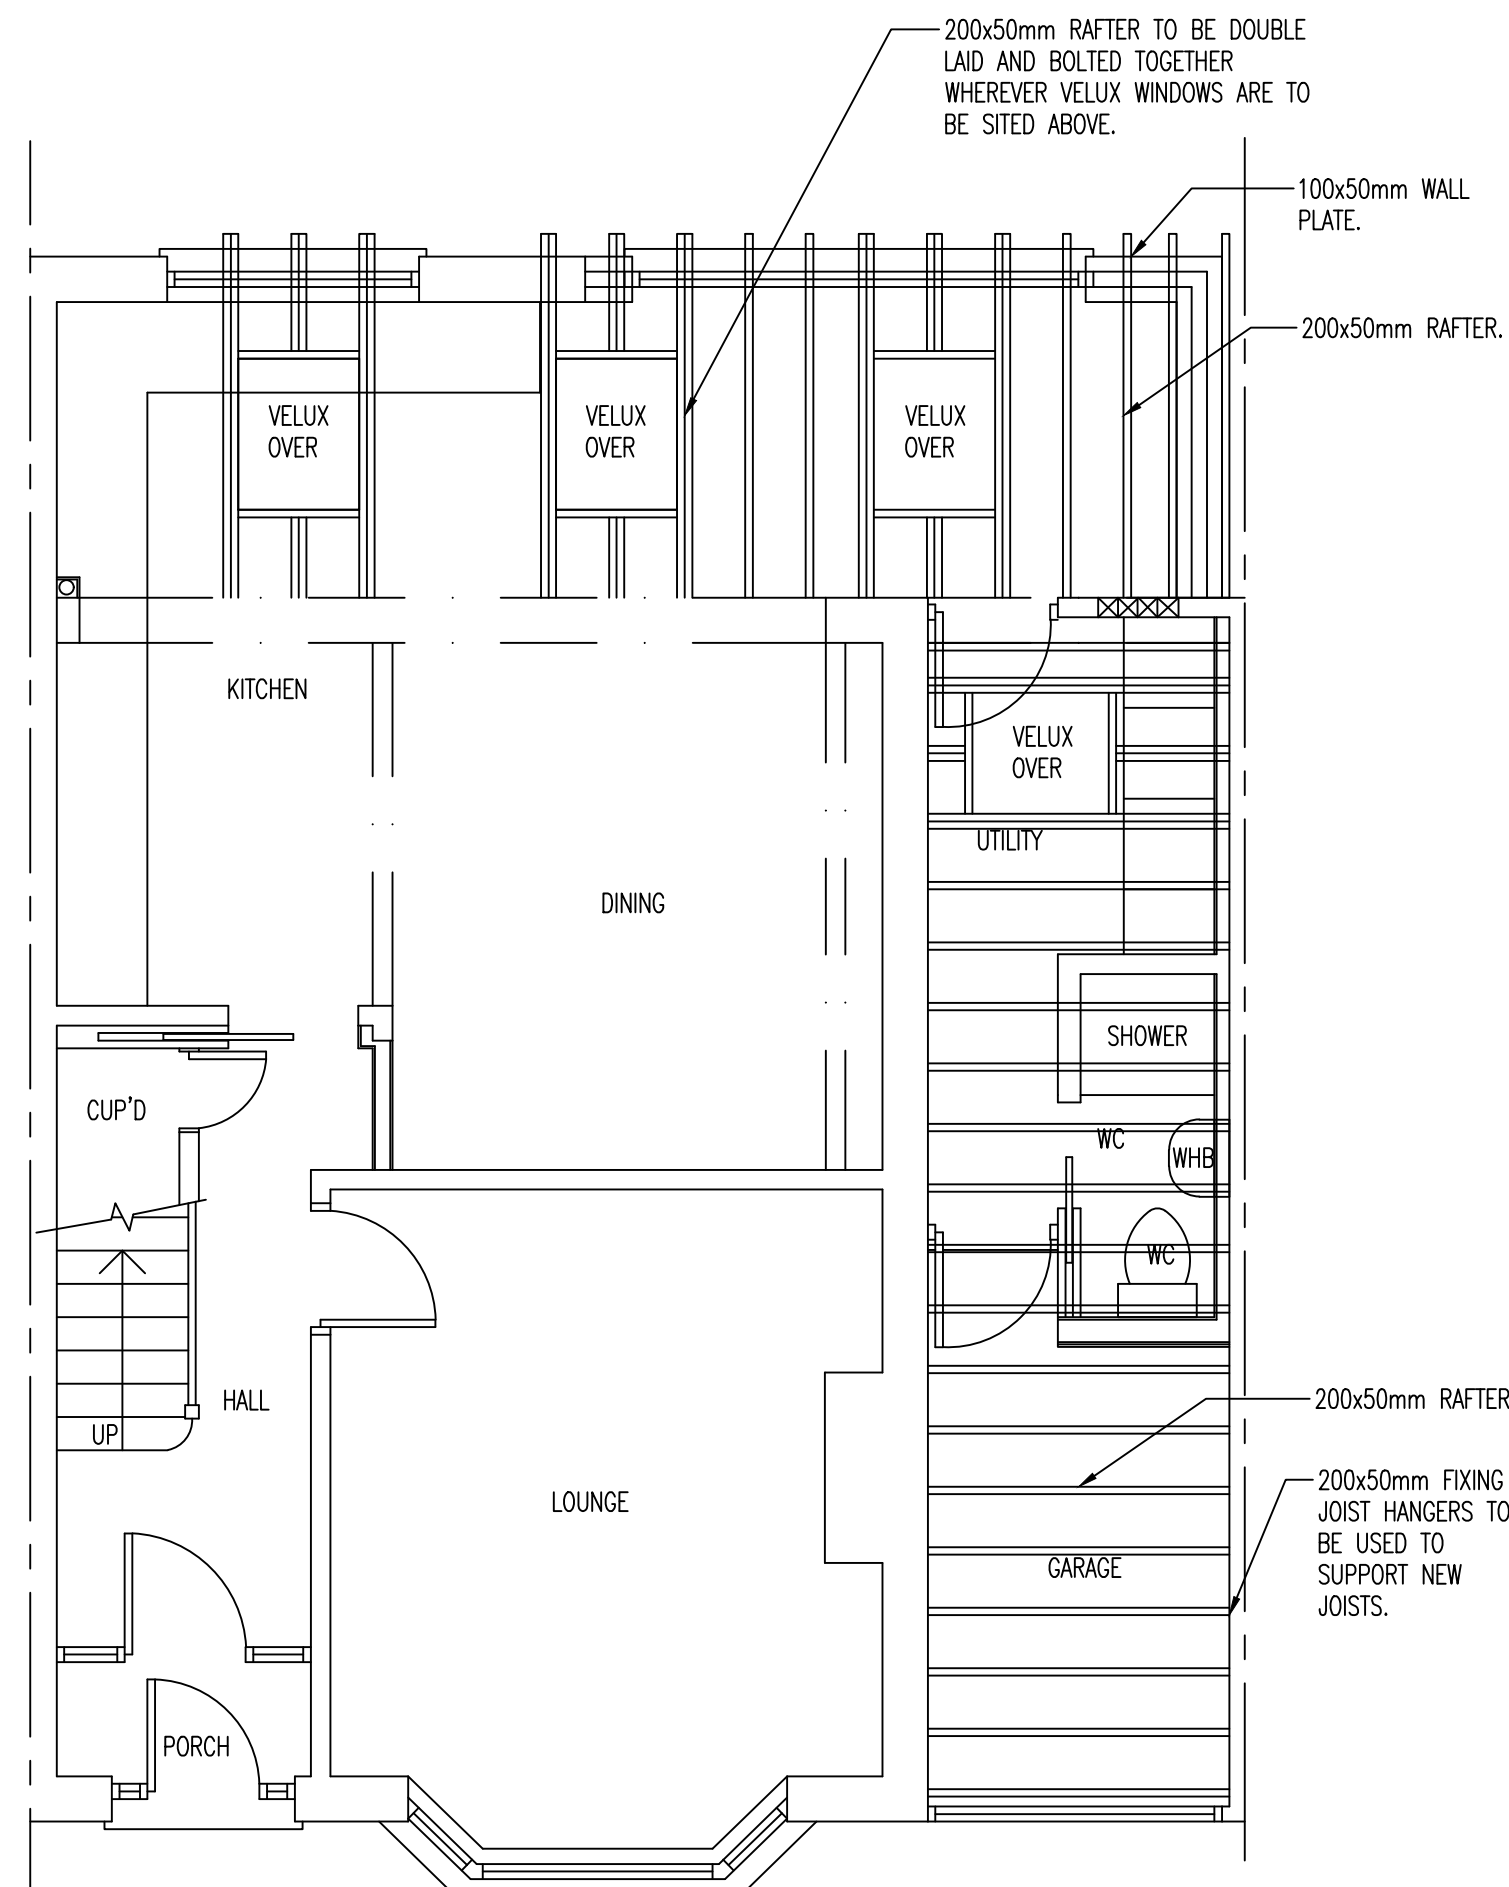 200x50mm RAFTER TO BE DOUBLE
LAID AND BOLTED TOGETHER
WHEREVER VELUX WINDOWS ARE TO
BE SITED ABOVE.
100x50mm WALL
PLATE.
200x50mm RAFTER.
VELUX
OVER
VELUX
OVER
VELUX
OVER
KITCHEN
VELUX
OVER
UTILITY
DINING
SHOWER
CUP'D
WC
WHB
WC
HALL
UP
200x50mm RAFTER
LOUNGE
200x50mm FIXING
JOIST HANGERS TO
BE USED TO
SUPPORT NEW
JOISTS.
GARAGE
PORCH